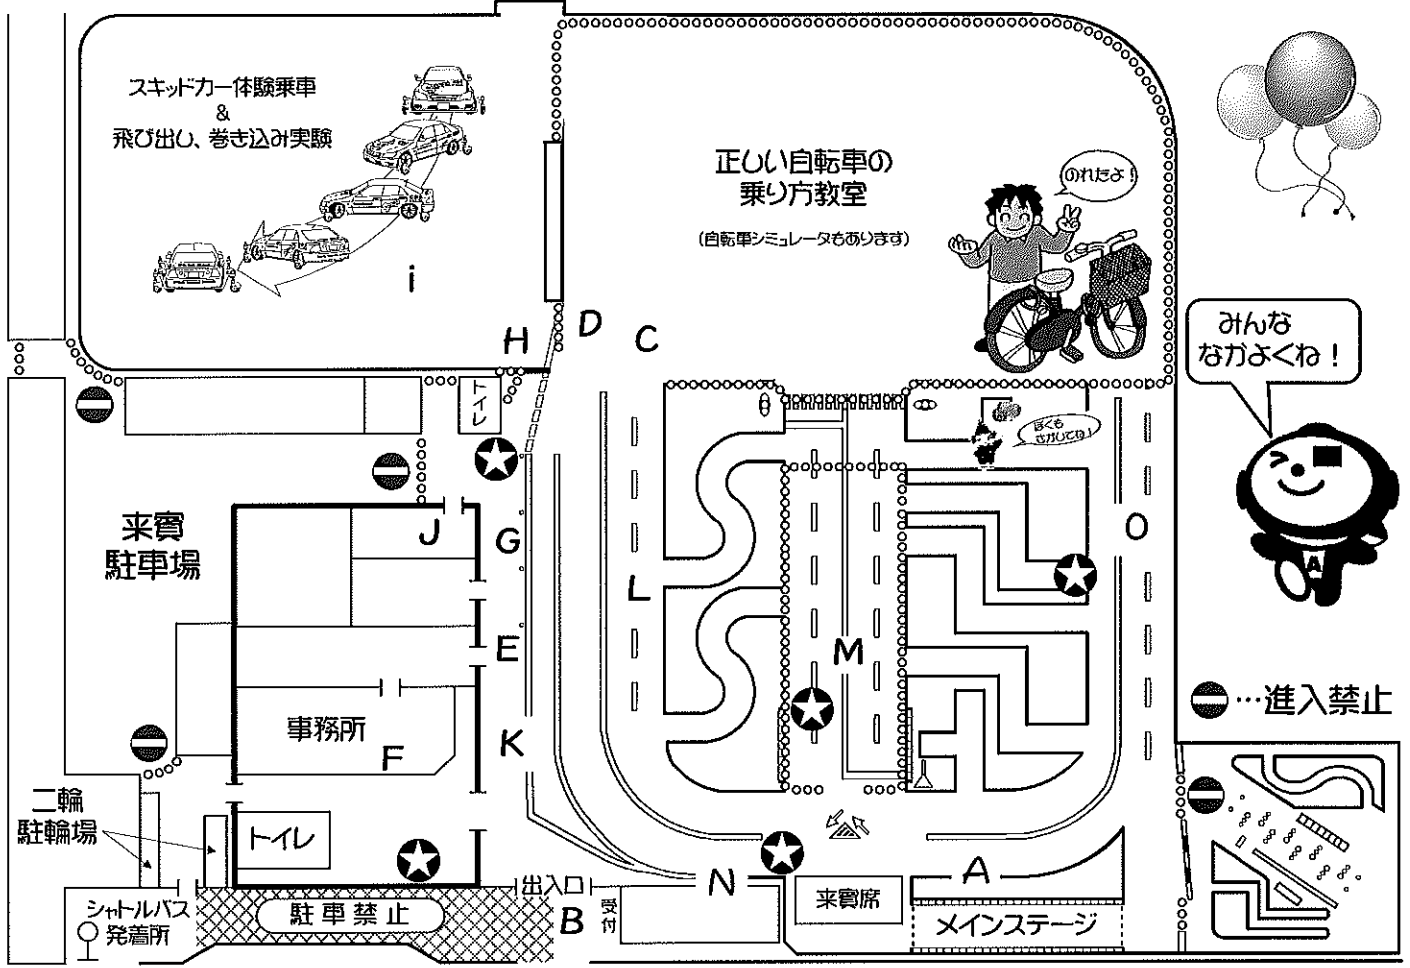 スキッドカー体験乗車
&
飛び出し、巻き込み実験
i
正しい自転車の
乗り方教室
(自転車シミュレータもあります)
のれたよ!
みんな
なかよくね!
H
D
C
トイレ
ぼくも
さがしてね!
来賓
駐車場
J
G
L
O
E
M
A
事務所
F
K
…進入禁止
二輪
駐輪場
トイレ
シャトルバス
発着所
駐車禁止
出入口
B
受付
N
来賓席
A
メインステージ